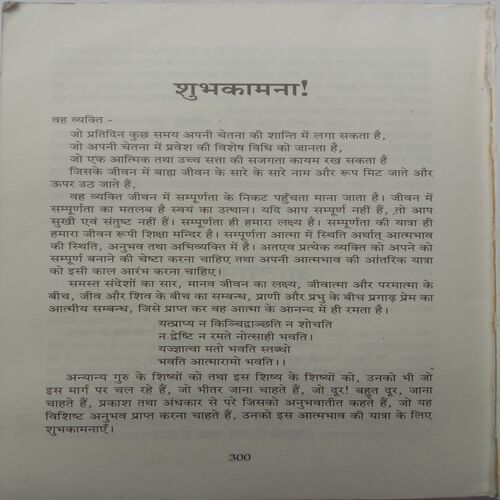 शुभकामना!
वह व्यक्ति -
जो प्रतिदिन कुछ समय अपनी चेतना की शान्ति में लगा सकता है,
जो अपनी चेतना में प्रवेश की विशेष विधि को जानता है,
जो एक आत्मिक तथा उच्च सत्ता की सजगता कायम रख सकता है
जिसके जीवन में बाह्य जीवन के सारे के सारे नाम और रूप मिट जाते और
ऊपर उठ जाते हैं,
वह व्यक्ति जीवन में सम्पूर्णता के निकट पहुँचता माना जाता है। जीवन में
सम्पूर्णता का मतलब है स्वयं का उत्थान। यदि आप सम्पूर्ण नहीं हैं, तो आप
सुखी एवं संतुष्ट नहीं हैं। सम्पूर्णता ही हमारा लक्ष्य है। सम्पूर्णता की यात्रा ही
हमारा जीवन रूपी शिक्षा मन्दिर है। सम्पूर्णता आत्मा में स्थिति अर्थात् आत्मभाव
की स्थिति, अनुभव तथा अभिव्यक्ति में है। अतएव प्रत्येक व्यक्ति को अपने को
सम्पूर्ण बनाने की चेष्टा करना चाहिए तथा अपनी आत्मभाव की आंतरिक यात्रा
को इसी काल आरंभ करना चाहिए।
समस्त संदेशों का सार, मानव जीवन का लक्ष्य, जीवात्मा और परमात्मा के
बीच, जीव और शिव के बीच का सम्बन्ध, प्राणी और प्रभु के बीच प्रगाढ़ प्रेम का
आत्मीय सम्बन्ध, जिसे प्राप्त कर वह आत्मा के आनन्द में ही रमता है।
यत्प्राप्य न किञ्चिद्वाञ्छति न शोचति
न द्वेष्टि न रमते नोत्साही भवति।
यज्ज्ञात्वा मतो भवति स्तब्धो
भवति आत्मारामो भवति।।
अन्यान्य गुरु के शिष्यों को तथा इस शिष्य के शिष्यों को, उनको भी जो
इस मार्ग पर चल रहे हैं, जो भीतर जाना चाहते हैं, जो दूर! बहुत दूर, जाना
चाहते हैं, प्रकाश तथा अंधकार से परे जिसको अनुभवातीत कहते हैं, जो यह
विशिष्ट अनुभव प्राप्त करना चाहते हैं, उनको इस आत्मभाव की यात्रा के लिए
शुभकामनाएँ।
300